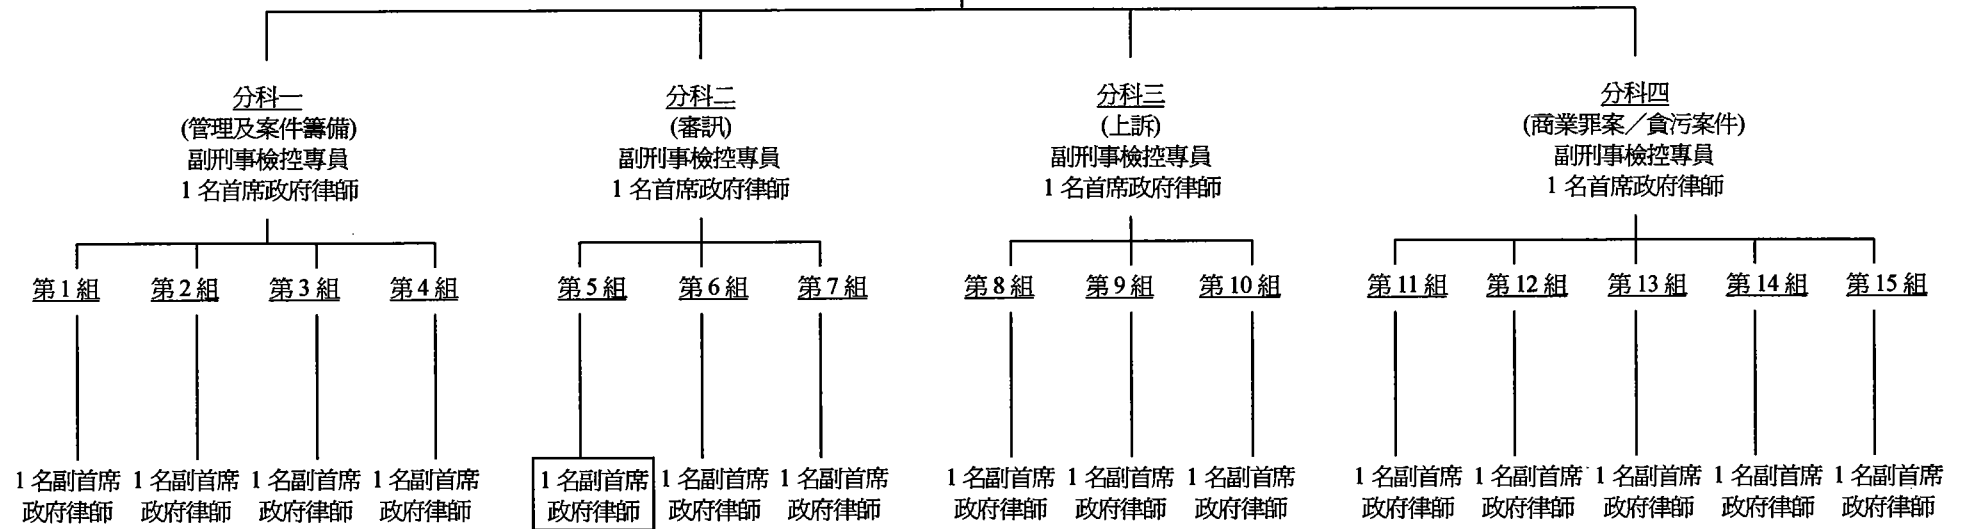 分科一
(管理及案件籌備)
副刑事檢控專員
1 名首席政府律師
分科二
(審訊)
副刑事檢控專員
1 名首席政府律師
分科三
(上訴)
副刑事檢控專員
1 名首席政府律師
分科四
(商業罪案／貪污案件)
副刑事檢控專員
1 名首席政府律師
第 1 組
第 2 組
第 3 組
第 4 組
第 5 組
第 6 組
第 7 組
第 8 組
第 9 組
第 10 組
第 11 組
第 12 組
第 13 組
第 14 組
第 15 組
1 名副首席
政府律師
1 名副首席
政府律師
1 名副首席
政府律師
1 名副首席
政府律師
1 名副首席
政府律師
1 名副首席
政府律師
1 名副首席
政府律師
1 名副首席
政府律師
1 名副首席
政府律師
1 名副首席
政府律師
1 名副首席
政府律師
1 名副首席
政府律師
1 名副首席
政府律師
1 名副首席
政府律師
1 名副首席
政府律師